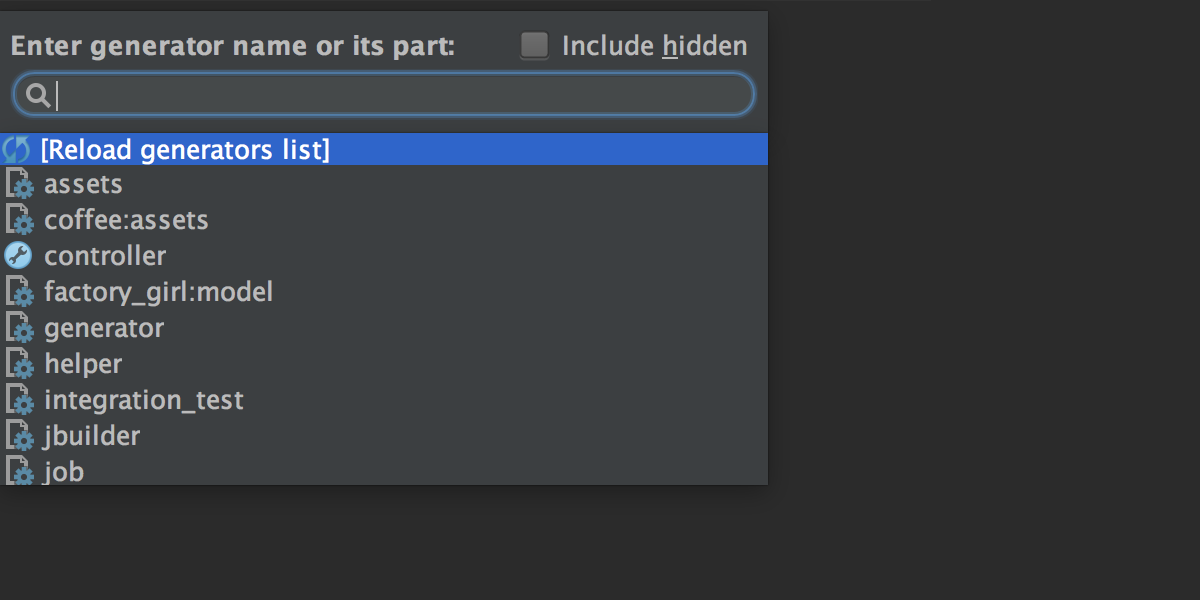 Enter generator name or its part: Include hidden
[Reload generators list]
assets
coffee:assets
controller
factory_girl:model
generator
helper
integration_test
jbuilder
job